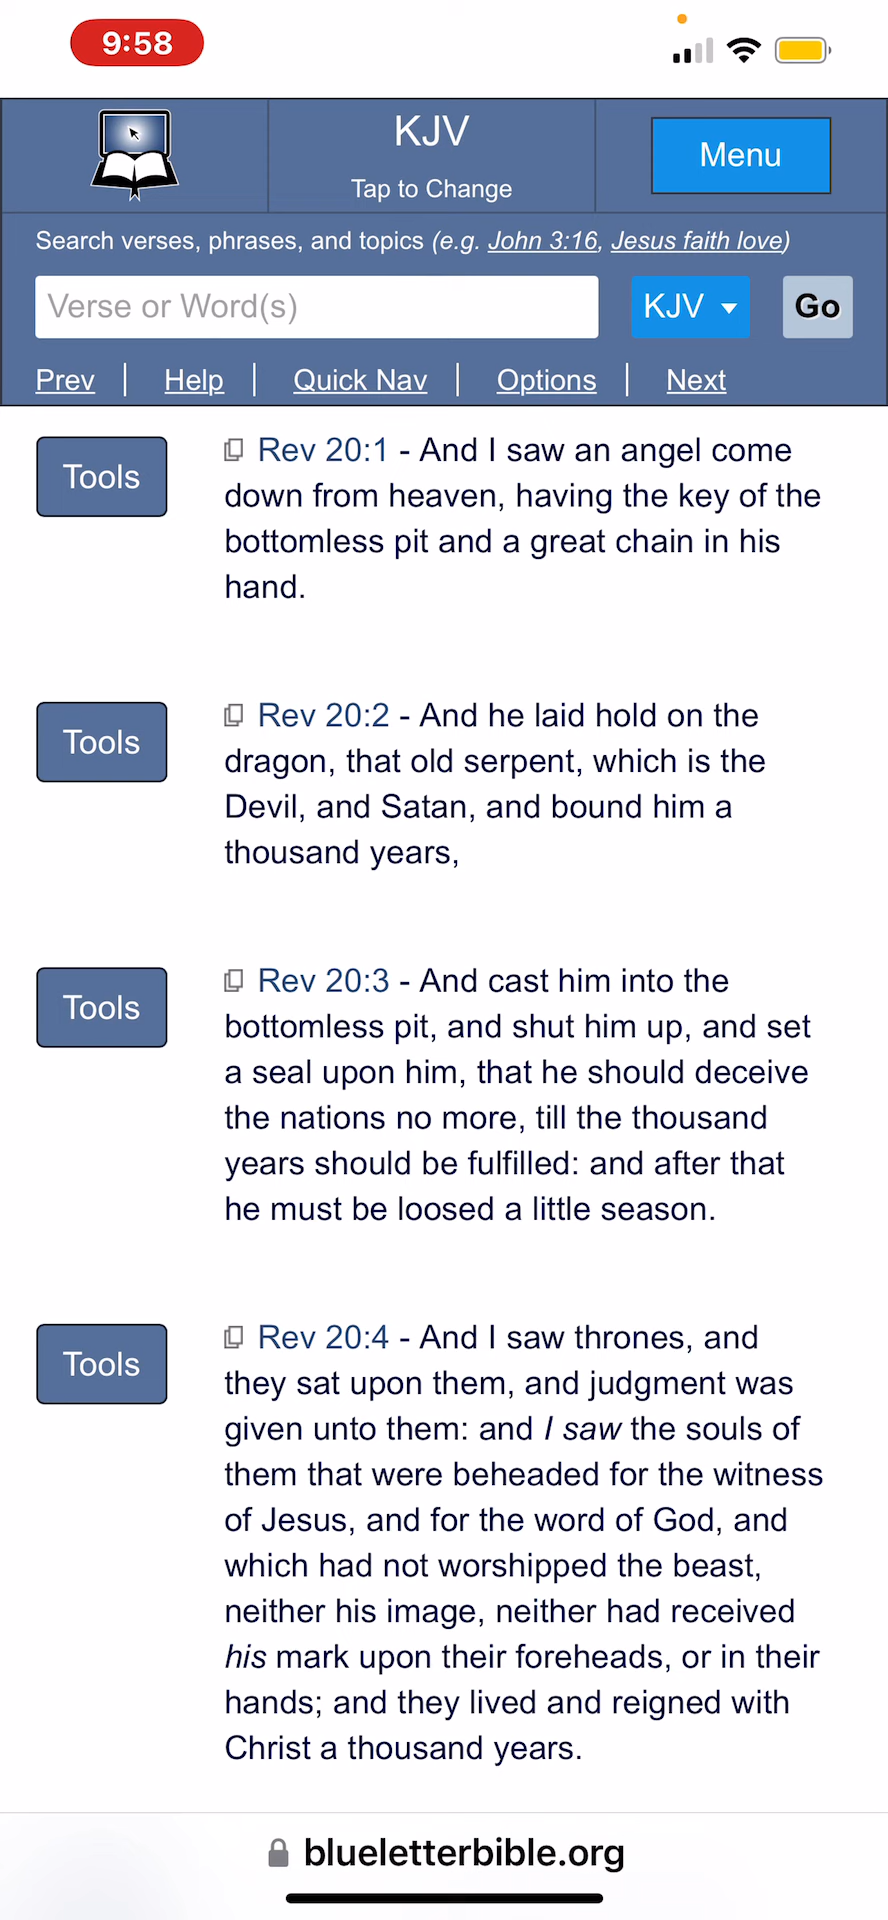 9:58
KJV
Tap to Change
Menu
Search verses, phrases, and topics (e.g. John 3:16, Jesus faith love)
Verse or Word(s)
KJV
Go
Prev | Help | Quick Nav | Options | Next
Tools
Rev 20:1 - And I saw an angel come
down from heaven, having the key of the
bottomless pit and a great chain in his
hand.
Tools
Rev 20:2 - And he laid hold on the
dragon, that old serpent, which is the
Devil, and Satan, and bound him a
thousand years,
Tools
Rev 20:3 - And cast him into the
bottomless pit, and shut him up, and set
a seal upon him, that he should deceive
the nations no more, till the thousand
years should be fulfilled: and after that
he must be loosed a little season.
Tools
Rev 20:4 - And I saw thrones, and
they sat upon them, and judgment was
given unto them: and I saw the souls of
them that were beheaded for the witness
of Jesus, and for the word of God, and
which had not worshipped the beast,
neither his image, neither had received
his mark upon their foreheads, or in their
hands; and they lived and reigned with
Christ a thousand years.
blueletterbible.org